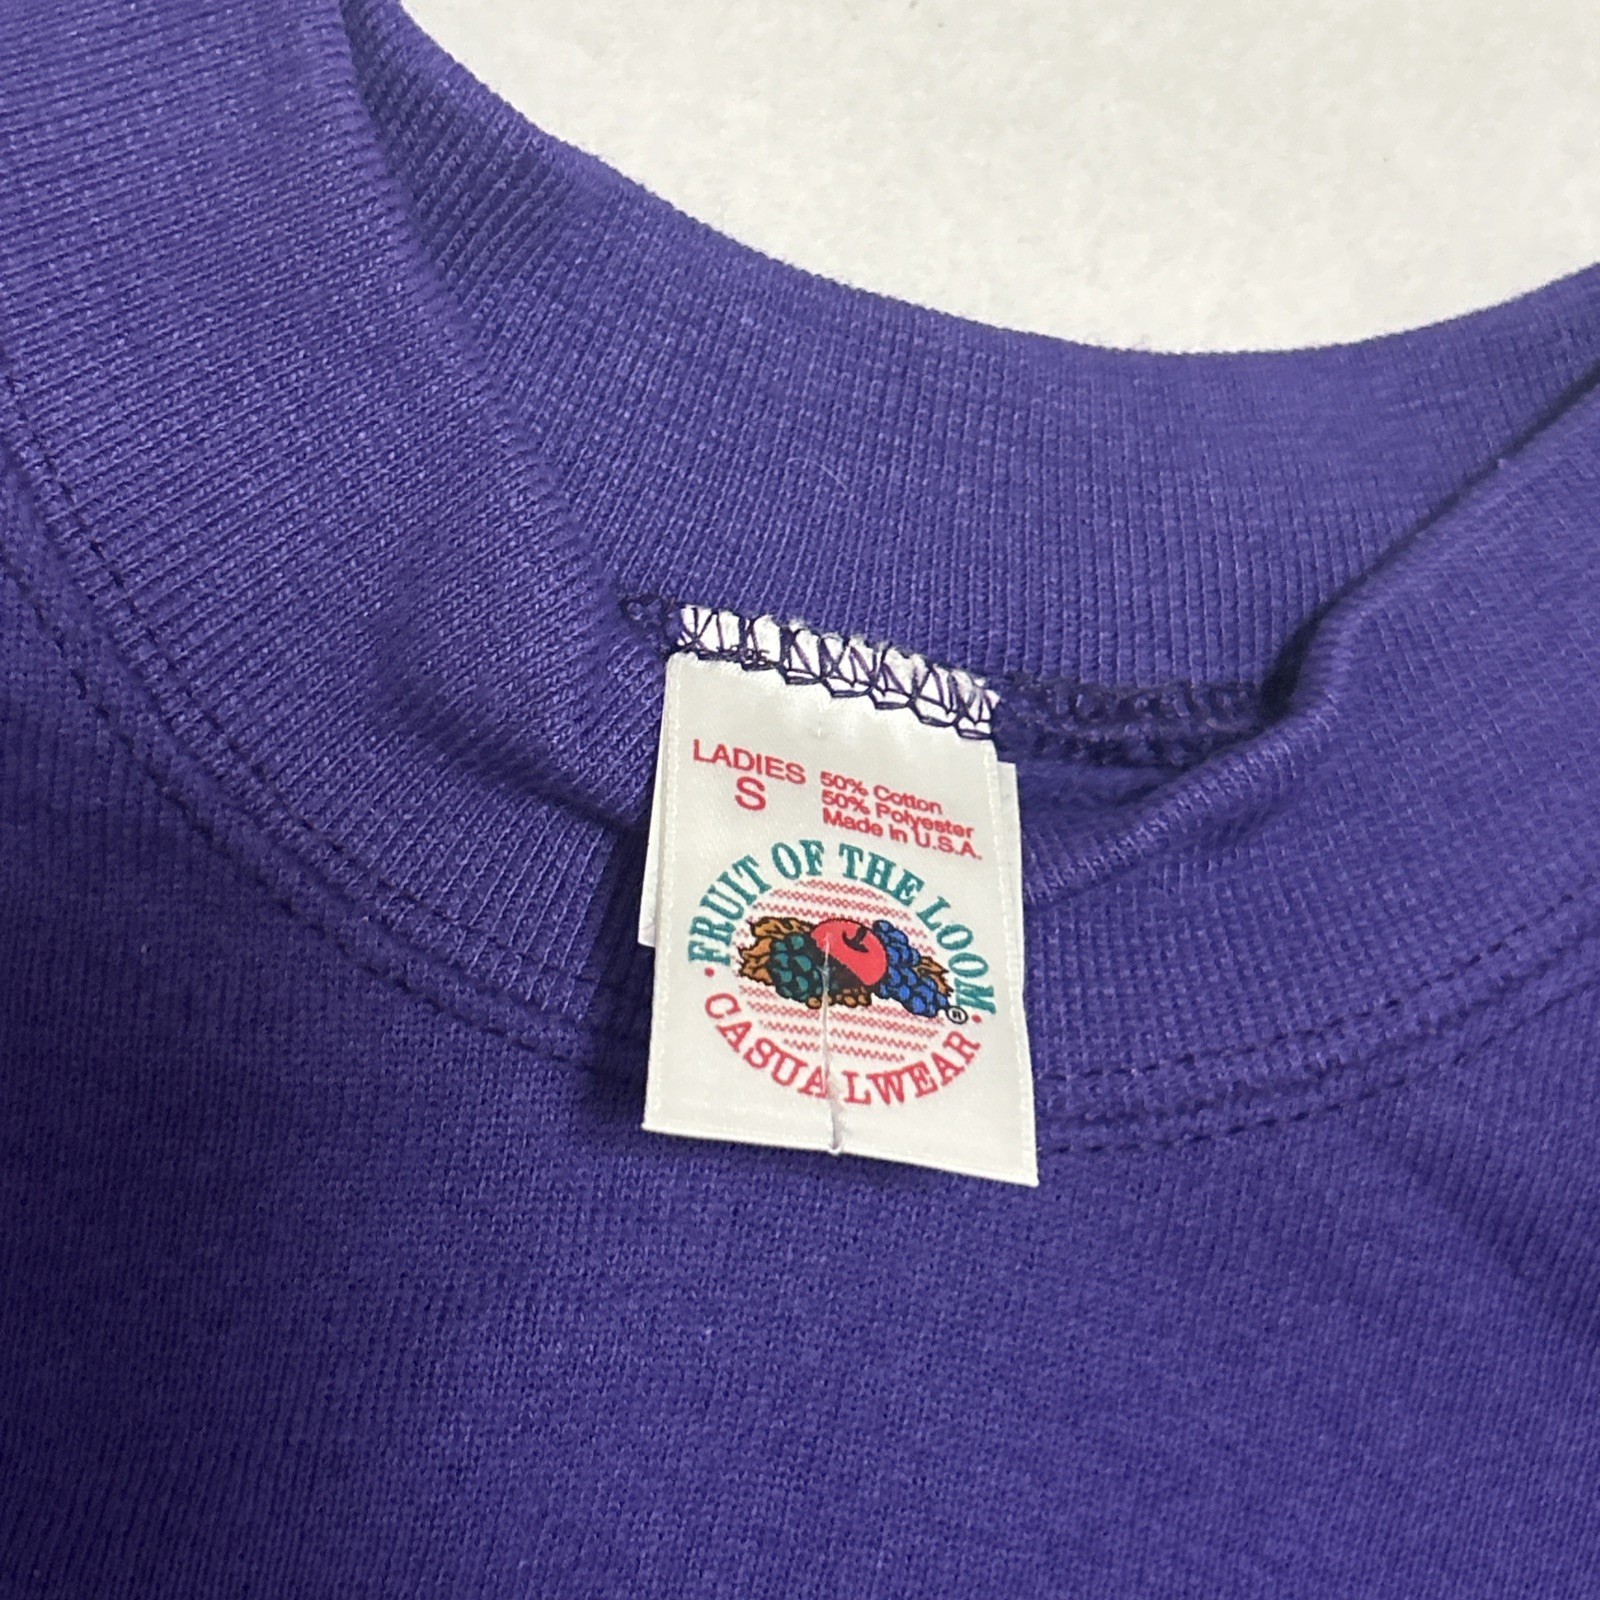 LADIES
S
50% Cotton
50% Polyester
Made in U.S.A.
• FRUIT OF THE LOOM •
®
CASUALWEAR